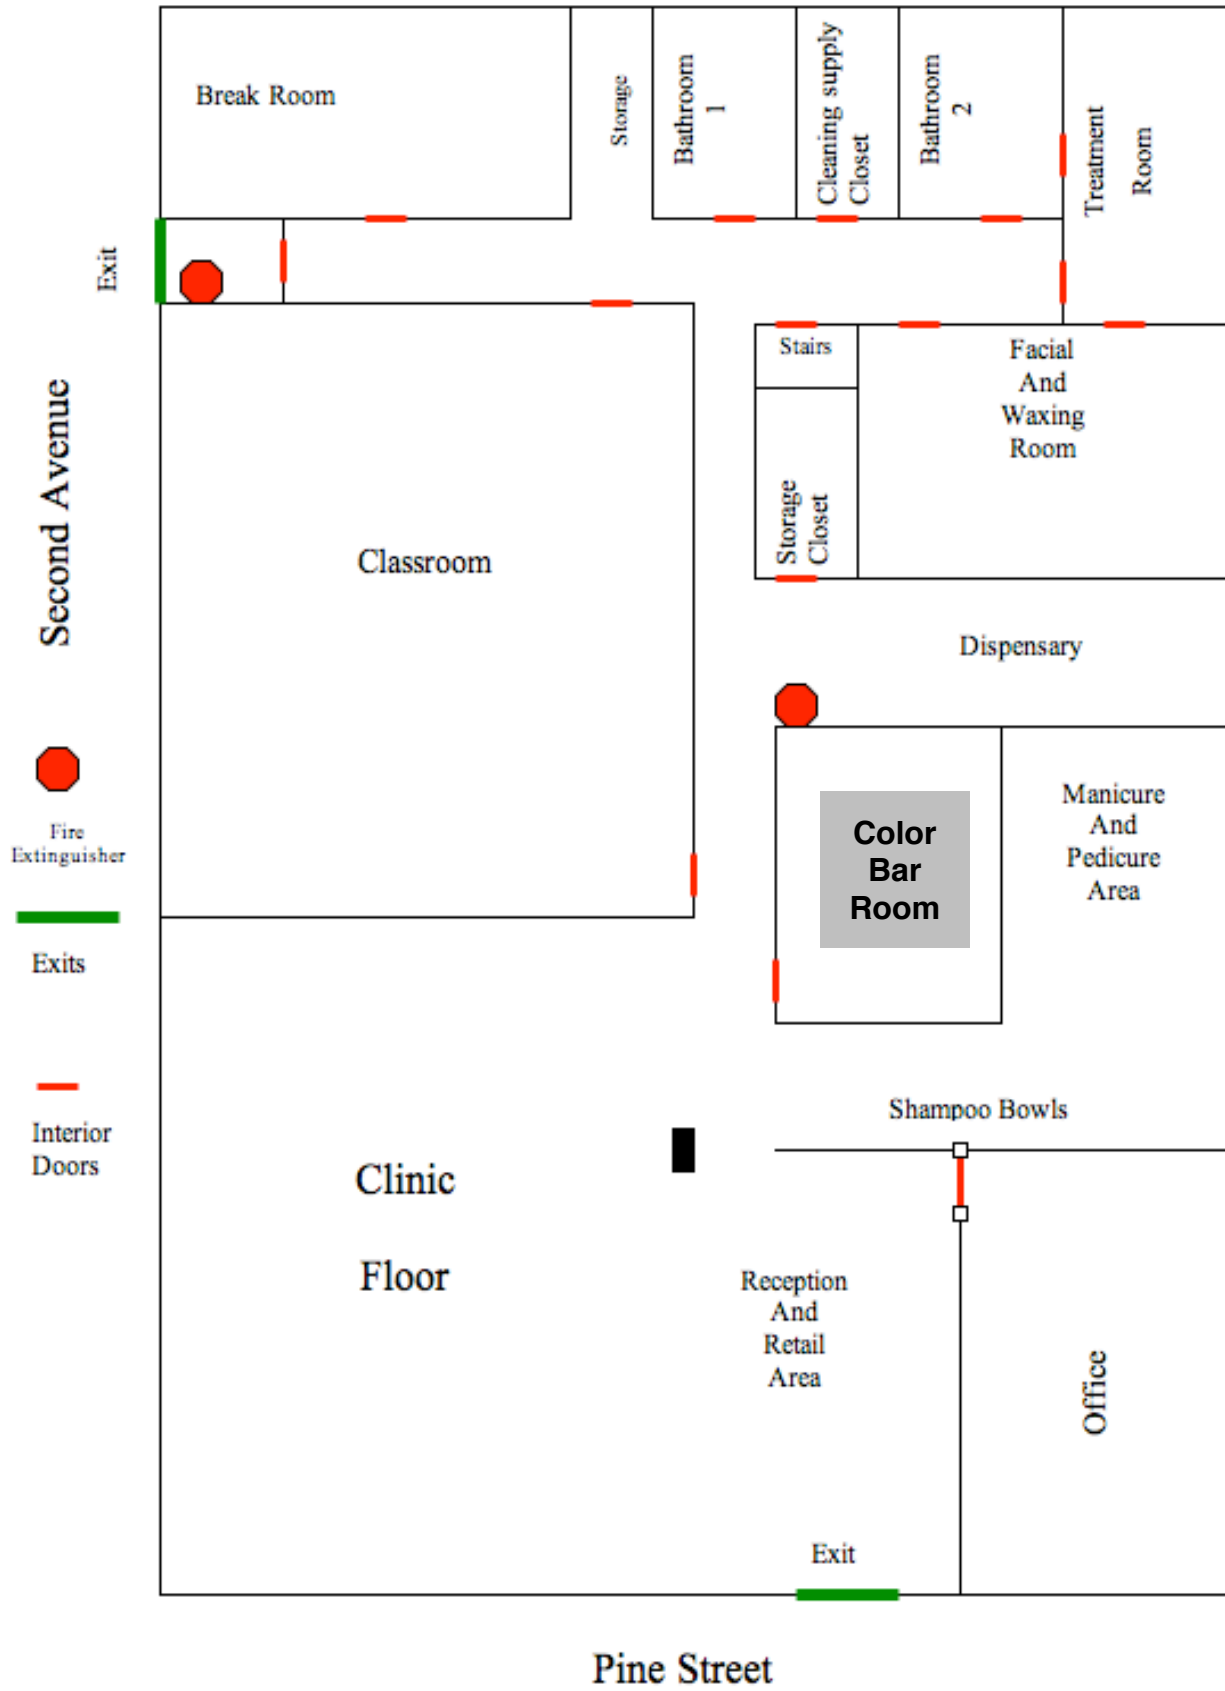 Break Room
Storage
Bathroom
1
Cleaning supply
Closet
Bathroom
2
Treatment
Room
Exit
Stairs
Facial
And
Waxing
Room
Second Avenue
Storage
Closet
Classroom
Dispensary
Fire
Extinguisher
Color
Bar
Room
Manicure
And
Pedicure
Area
Exits
Interior
Doors
Shampoo Bowls
Clinic
Floor
Reception
And
Retail
Area
Office
Exit
Pine Street